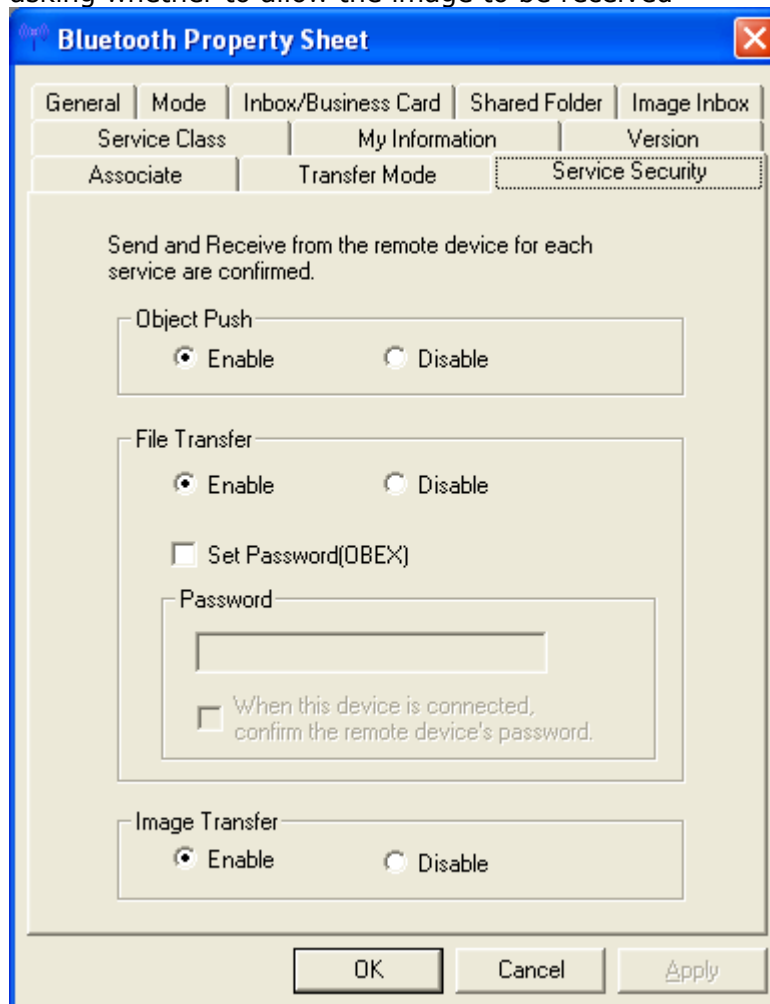 asking whether to allow the image to be received
Bluetooth Property Sheet
General Mode Inbox/Business Card Shared Folder Image Inbox
Service Class My Information Version
Associate Transfer Mode Service Security
Send and Receive from the remote device for each
service are confirmed.
Object Push
Enable Disable
File Transfer
Enable Disable
Set Password(OBEX)
Password
When this device is connected,
confirm the remote device's password.
Image Transfer
Enable Disable
OK Cancel Apply